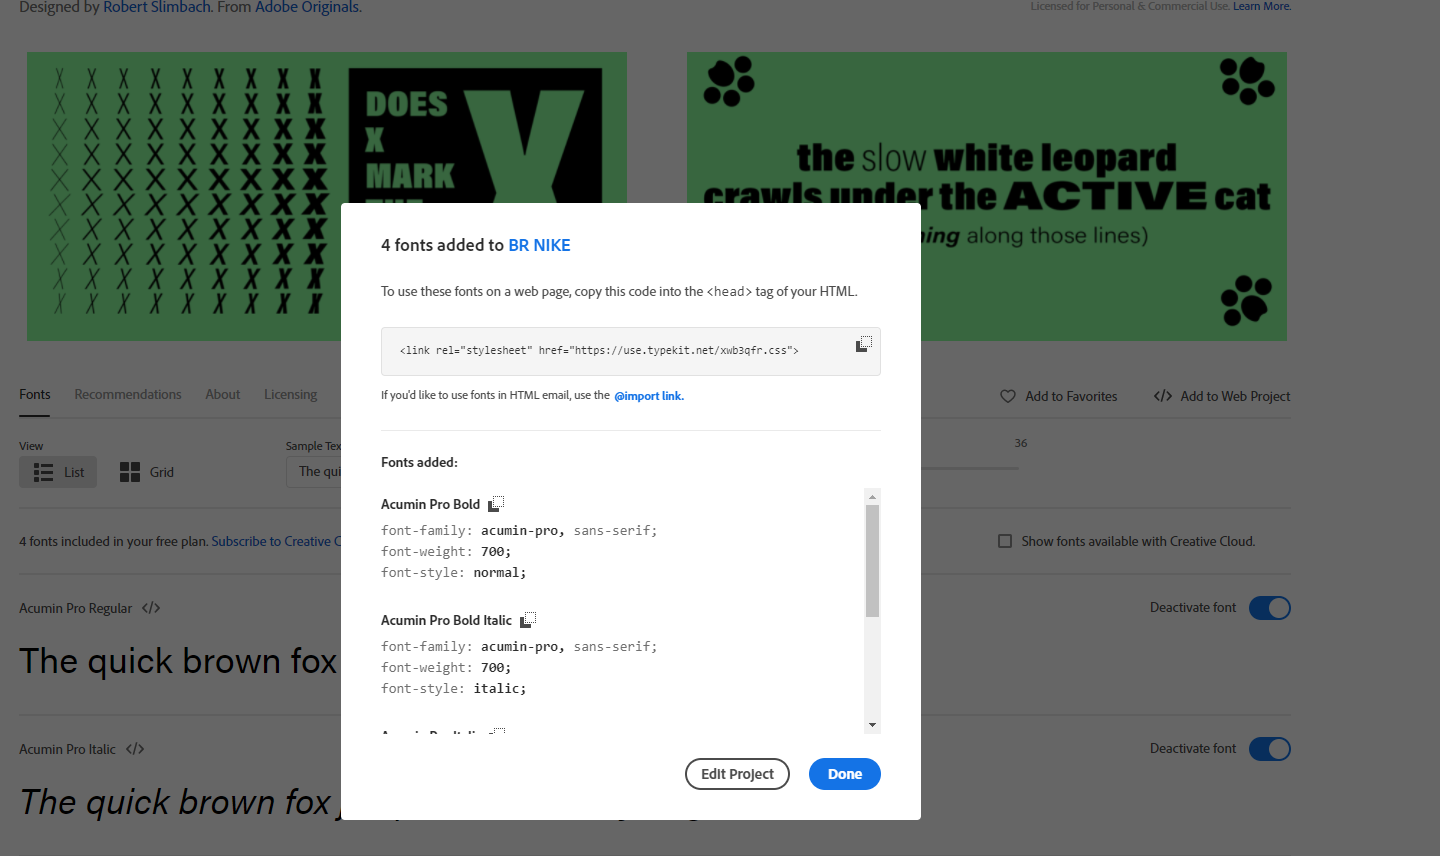 Designed by Robert Slimbach. From Adobe Originals.
Licensed for Personal & Commercial Use. Learn More.
X X X X X X X X X
X X X X X X X X X
X X X X X X X X X
X X X X X X X X X
X X X X X X X X X
X X X X X X X X X
X X X X X X X X X
X X X X X X X X X
X X X X X X X X X
X X X X X X X X X
DOES
X
MARK
X
the slow white leopard
crawls under the ACTIVE cat
along those lines)
4 fonts added to BR NIKE
To use these fonts on a web page, copy this code into the <head> tag of your HTML.
<link rel="stylesheet" href="https://use.typekit.net/xwb3qfr.css">
If you'd like to use fonts in HTML email, use the @import link.
Fonts added:
Acumin Pro Bold
font-family: acumin-pro, sans-serif;
font-weight: 700;
font-style: normal;
Acumin Pro Bold Italic
font-family: acumin-pro, sans-serif;
font-weight: 700;
font-style: italic;
Edit Project
Done
Fonts Recommendations About Licensing
Add to Favorites
</> Add to Web Project
View
List
Grid
Sample Tex
The qui
36
4 fonts included in your free plan. Subscribe to Creative C
Show fonts available with Creative Cloud.
Acumin Pro Regular </>
Deactivate font
The quick brown fox
Acumin Pro Italic </>
Deactivate font
The quick brown fox